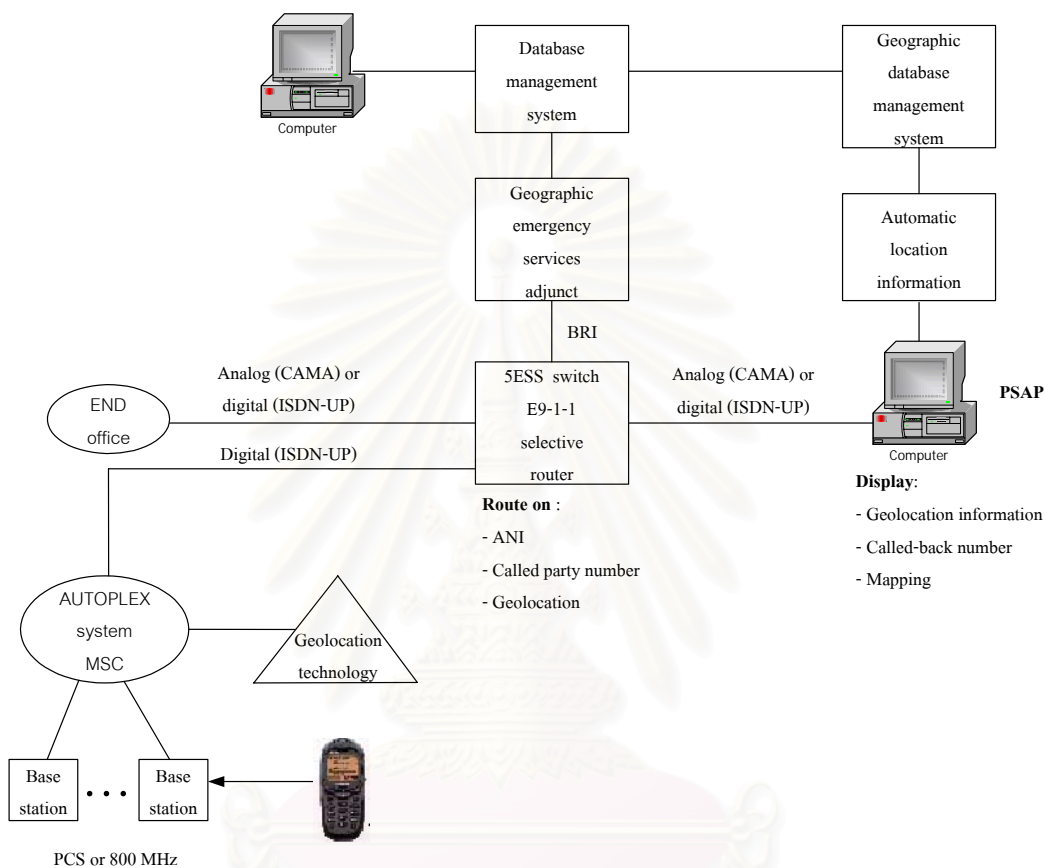 Computer
Database
management
system
Geographic
database
management
system
Geographic
emergency
services
adjunct
Automatic
location
information
BRI
END
office
Analog (CAMA) or
digital (ISDN-UP)
Digital (ISDN-UP)
5ESS switch
E9-1-1
selective
router
Analog (CAMA) or
digital (ISDN-UP)
Computer
PSAP
Route on :
- ANI
- Called party number
- Geolocation
Display:
- Geolocation information
- Called-back number
- Mapping
AUTOPLEX
system
MSC
Geolocation
technology
Base
station
. . .
Base
station
PCS or 800 MHz